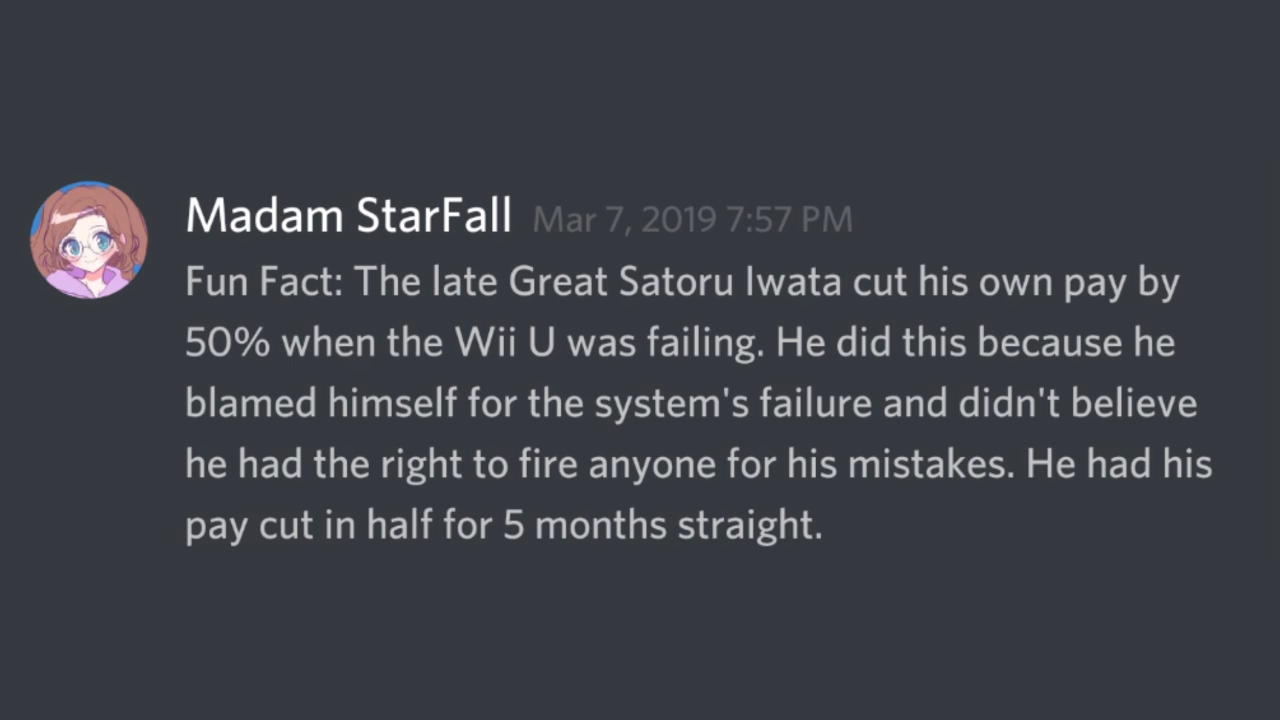 Madam StarFall Mar 7, 2019 7:57 PM
Fun Fact: The late Great Satoru Iwata cut his own pay by
50% when the Wii U was failing. He did this because he
blamed himself for the system's failure and didn't believe
he had the right to fire anyone for his mistakes. He had his
pay cut in half for 5 months straight.